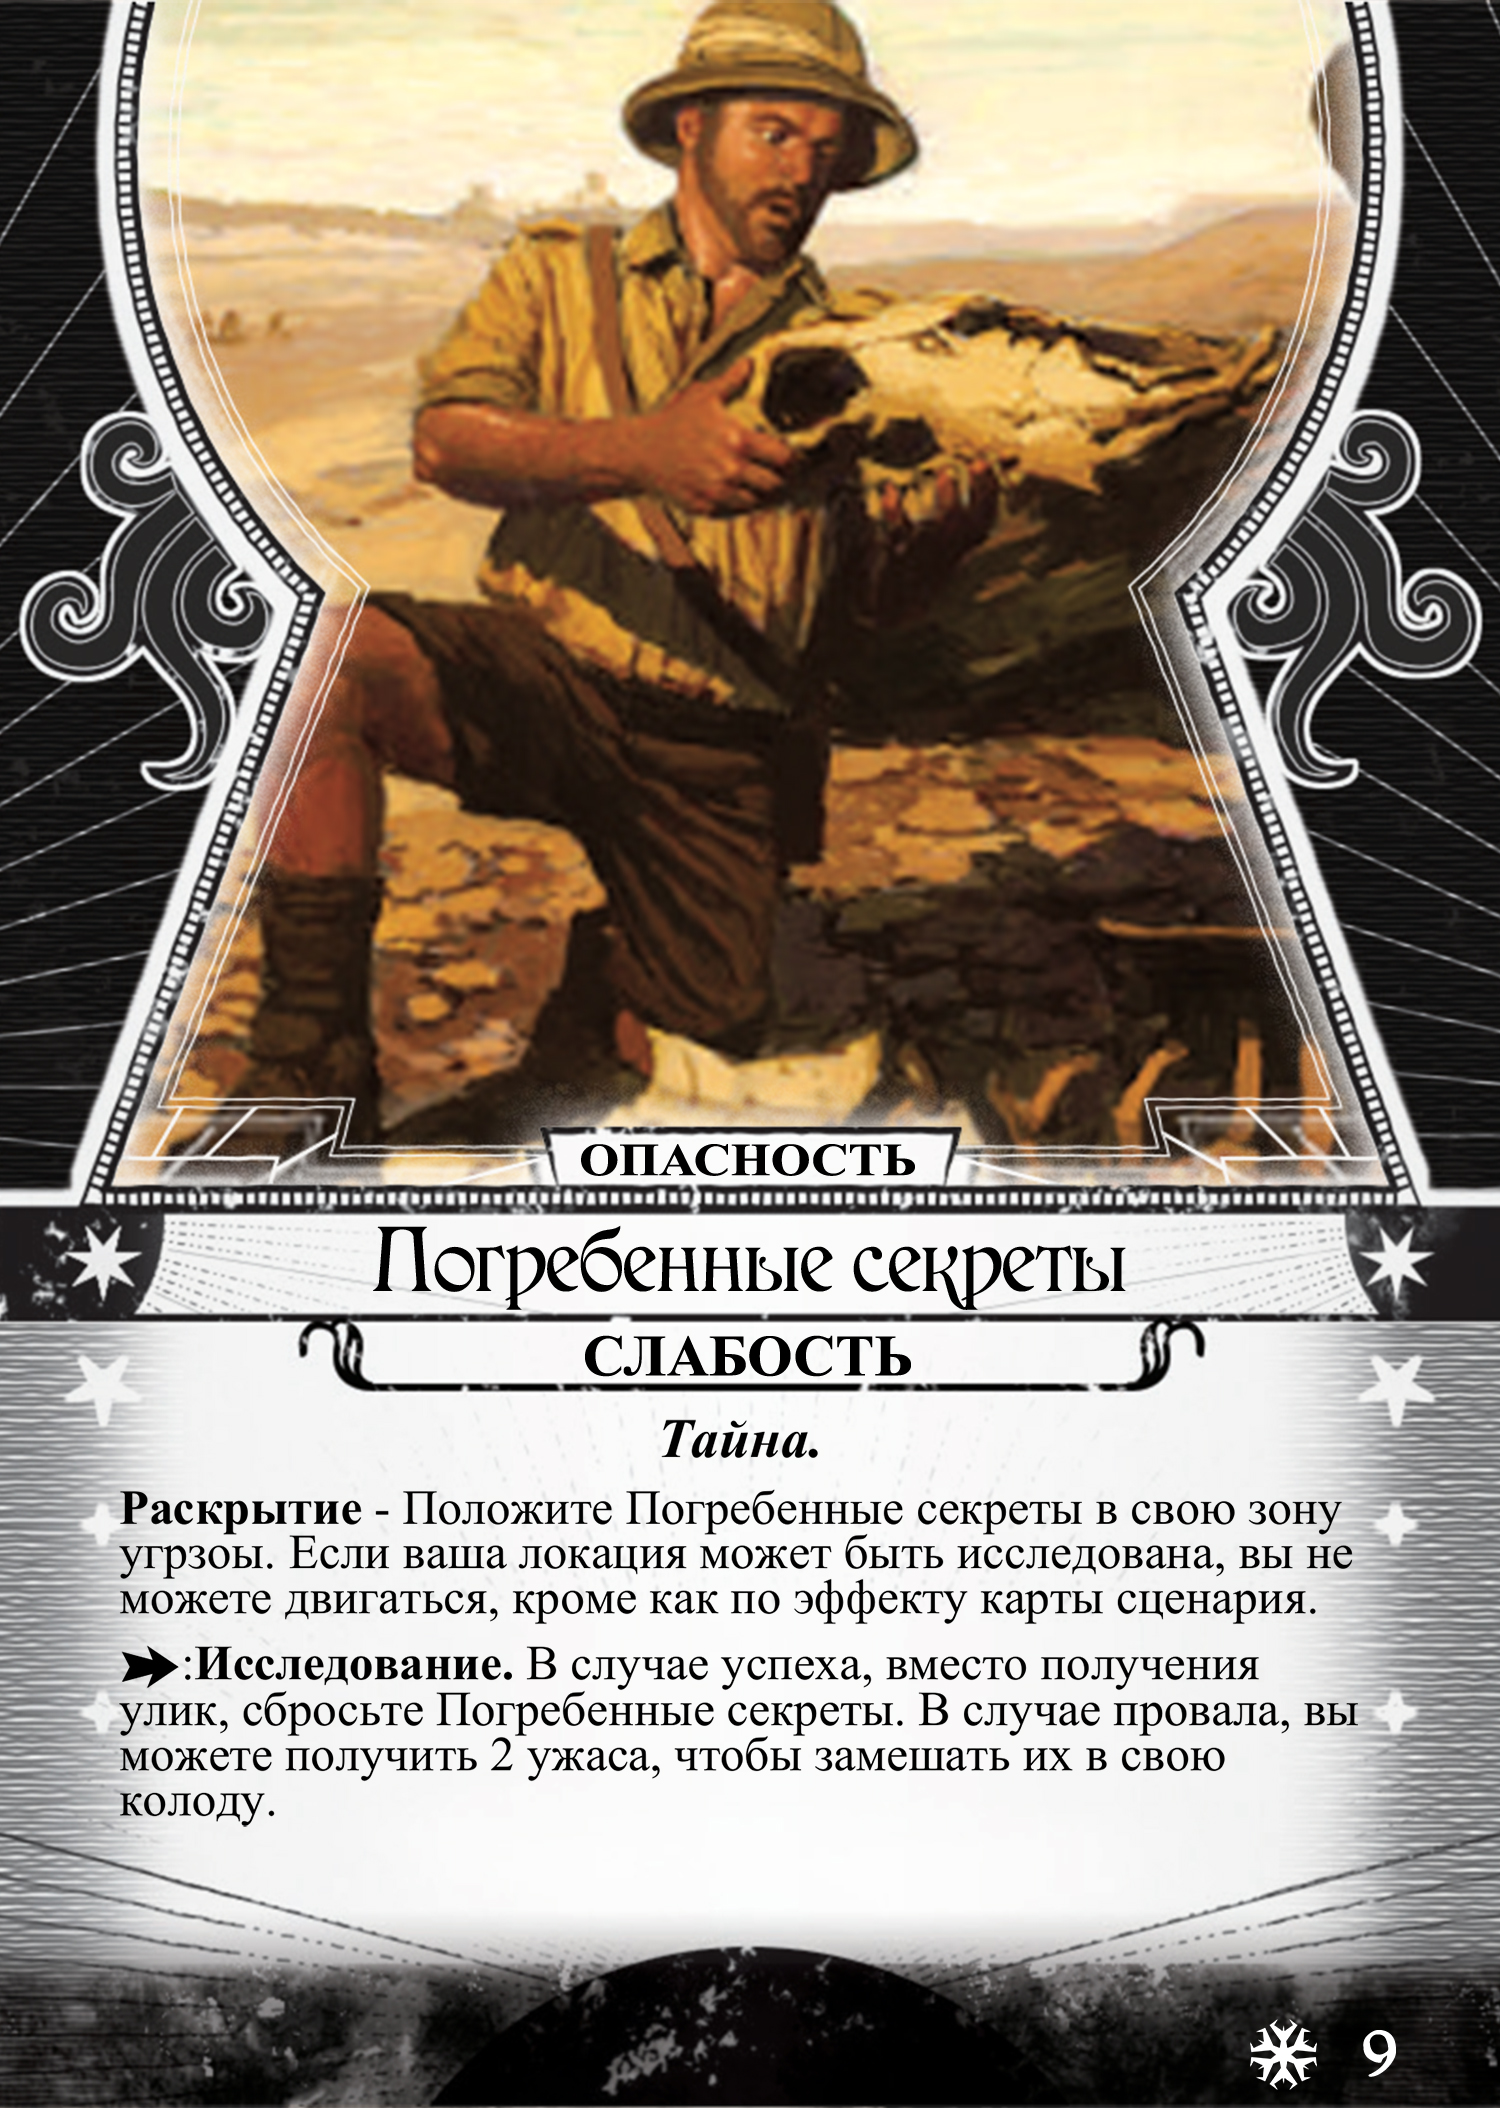 ОПАСНОСТЬ
Погребенные секреты
СЛАБОСТЬ
Тайна.
Раскрытие - Положите Погребенные секреты в свою зону
угрзоы. Если ваша локация может быть исследована, вы не
можете двигаться, кроме как по эффекту карты сценария.
:Исследование. В случае успеха, вместо получения
улик, сбросьте Погребенные секреты. В случае провала, вы
можете получить 2 ужаса, чтобы замешать их в свою
колоду.
9